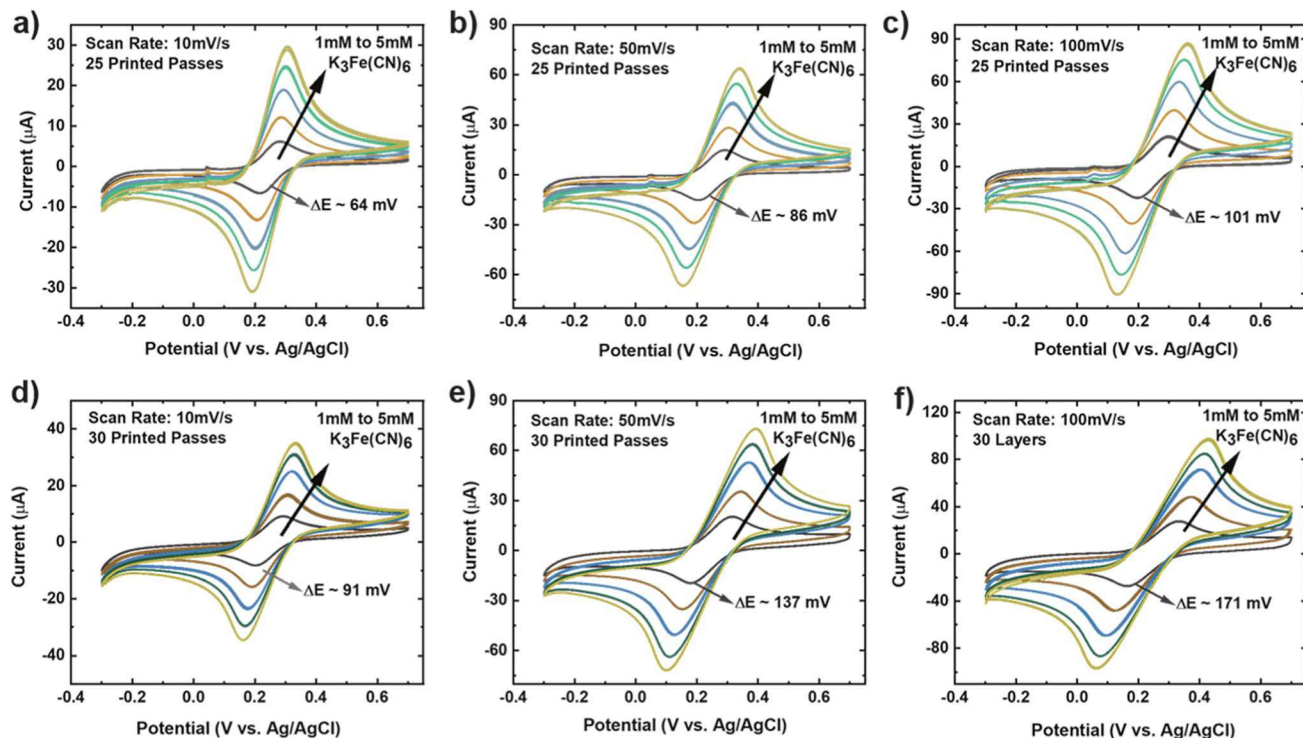 a)
Scan Rate: 10mV/s
25 Printed Passes
1mM to 5mM
K3Fe(CN)6
ΔE ~ 64 mV
30
20
10
0
-10
-20
30
Current (µA)
-0.4 -0.2 0.0 0.2 0.4 0.6
Potential (V vs. Ag/AgCl)
b)
Scan Rate: 50mV/s
25 Printed Passes
1mM to 5mM
K3Fe(CN)6
ΔE ~ 86 mV
90
60
30
0
-30
-60
Current (µA)
-0.4 -0.2 0.0 0.2 0.4 0.6
Potential (V vs. Ag/AgCl)
c)
Scan Rate: 100mV/s
25 Printed Passes
1mM to 5mM
K3Fe(CN)6
ΔE ~ 101 mV
90
60
30
0
-30
-60
-90
Current (µA)
-0.4 -0.2 0.0 0.2 0.4 0.6
Potential (V vs. Ag/AgCl)
d)
Scan Rate: 10mV/s
30 Printed Passes
1mM to 5mM
K3Fe(CN)6
ΔE ~ 91 mV
40
20
0
-20
-40
50
Current (µA)
-0.4 -0.2 0.0 0.2 0.4 0.6
Potential (V vs. Ag/AgCl)
e)
Scan Rate: 50mV/s
30 Printed Passes
1mM to 5mM
K3Fe(CN)6
ΔE ~ 137 mV
90
60
30
0
-30
-60
Current (µA)
-0.4 -0.2 0.0 0.2 0.4 0.6
Potential (V vs. Ag/AgCl)
f)
Scan Rate: 100mV/s
30 Layers
1mM to 5mM
K3Fe(CN)6
ΔE ~ 171 mV
120
80
40
0
-40
-80
Current (µA)
-0.4 -0.2 0.0 0.2 0.4 0.6
Potential (V vs. Ag/AgCl)